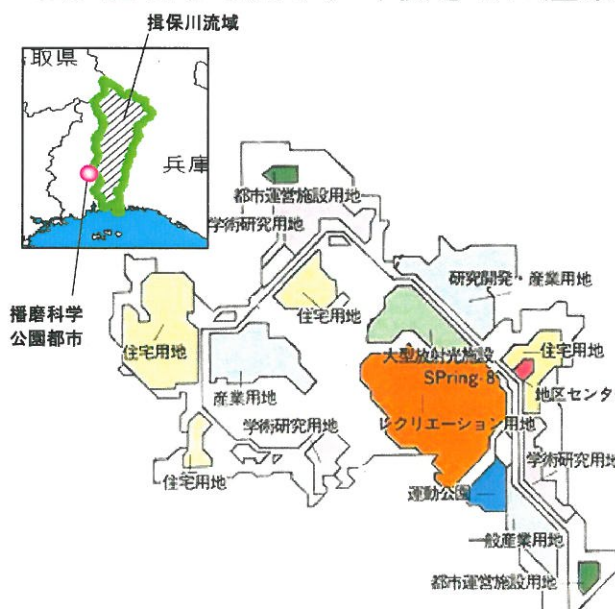 揖保川流域
取県
兵庫
播磨科学
公園都市
都市運営施設用地
学術研究用地
研究開発・産業用地
住宅用地
住宅用地
住宅用地
大型放射光施設
SPring-8
地区センタ
産業用地
レクリエーション用地
学術研究用地
学術研究用地
住宅用地
運動公園
一般産業用地
都市運営施設用地